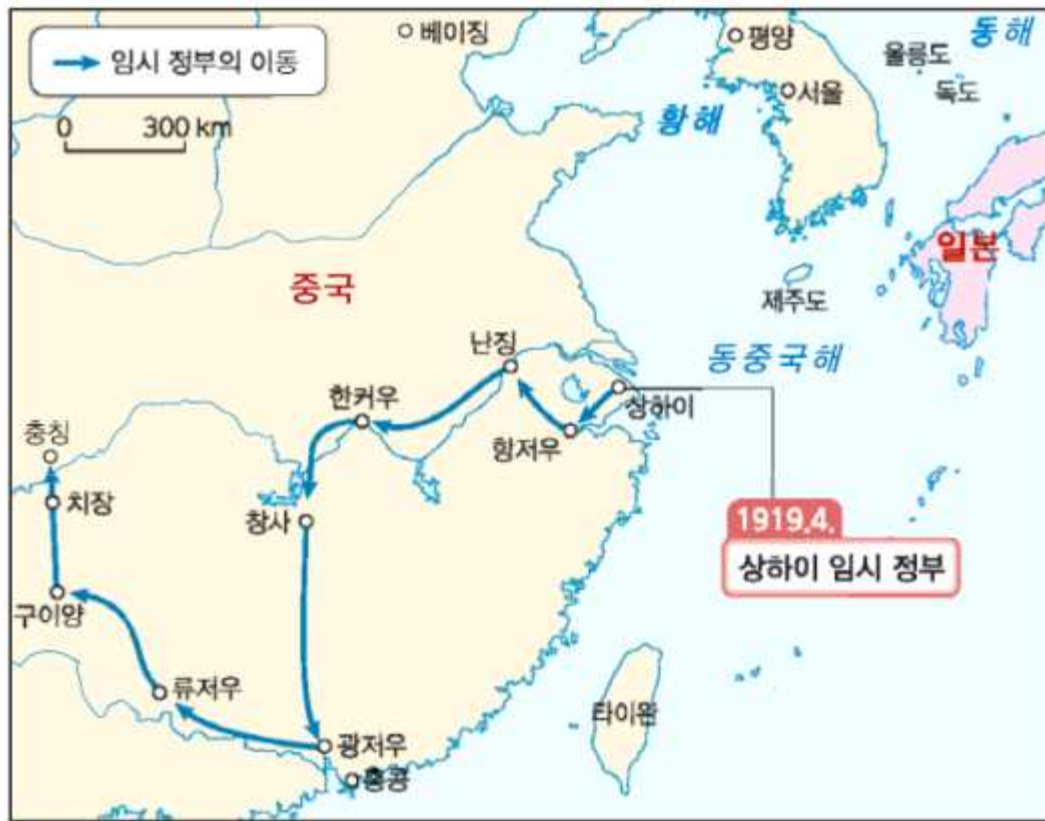 베이징
평양
동해
울릉도
임시 정부의 이동
서울
독도
0 300 km
황해
일본
중국
제주도
난징
동중국해
한커우
상하이
충칭
항저우
치장
창사
1919.4.
상하이 임시 정부
구이양
류저우
타이완
광저우
홍콩